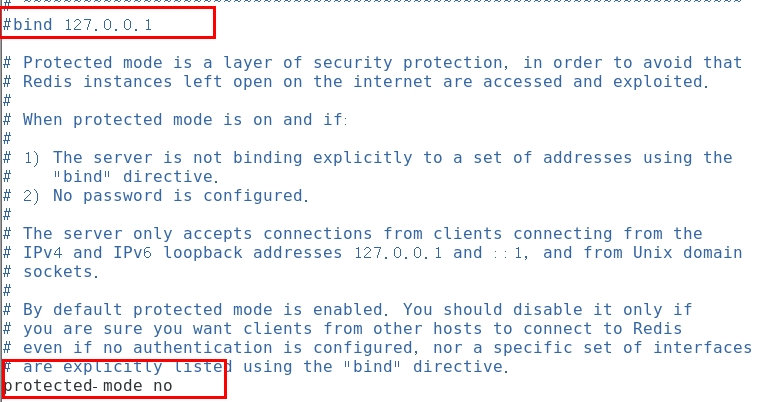 # ~~~~~~~~~~~~~~~~~~~~~~~~~~~~~~~~~~~~~~~~~~~~~~~~~~~~~~~~~~~~~~~~~~~~~~~~
#bind 127.0.0.1
# Protected mode is a layer of security protection, in order to avoid that
# Redis instances left open on the internet are accessed and exploited.
#
# When protected mode is on and if:
#
# 1) The server is not binding explicitly to a set of addresses using the
#    "bind" directive.
# 2) No password is configured.
#
# The server only accepts connections from clients connecting from the
# IPv4 and IPv6 loopback addresses 127.0.0.1 and ::1, and from Unix domain
# sockets.
#
# By default protected mode is enabled. You should disable it only if
# you are sure you want clients from other hosts to connect to Redis
# even if no authentication is configured, nor a specific set of interfaces
# are explicitly listed using the "bind" directive.
protected-mode no